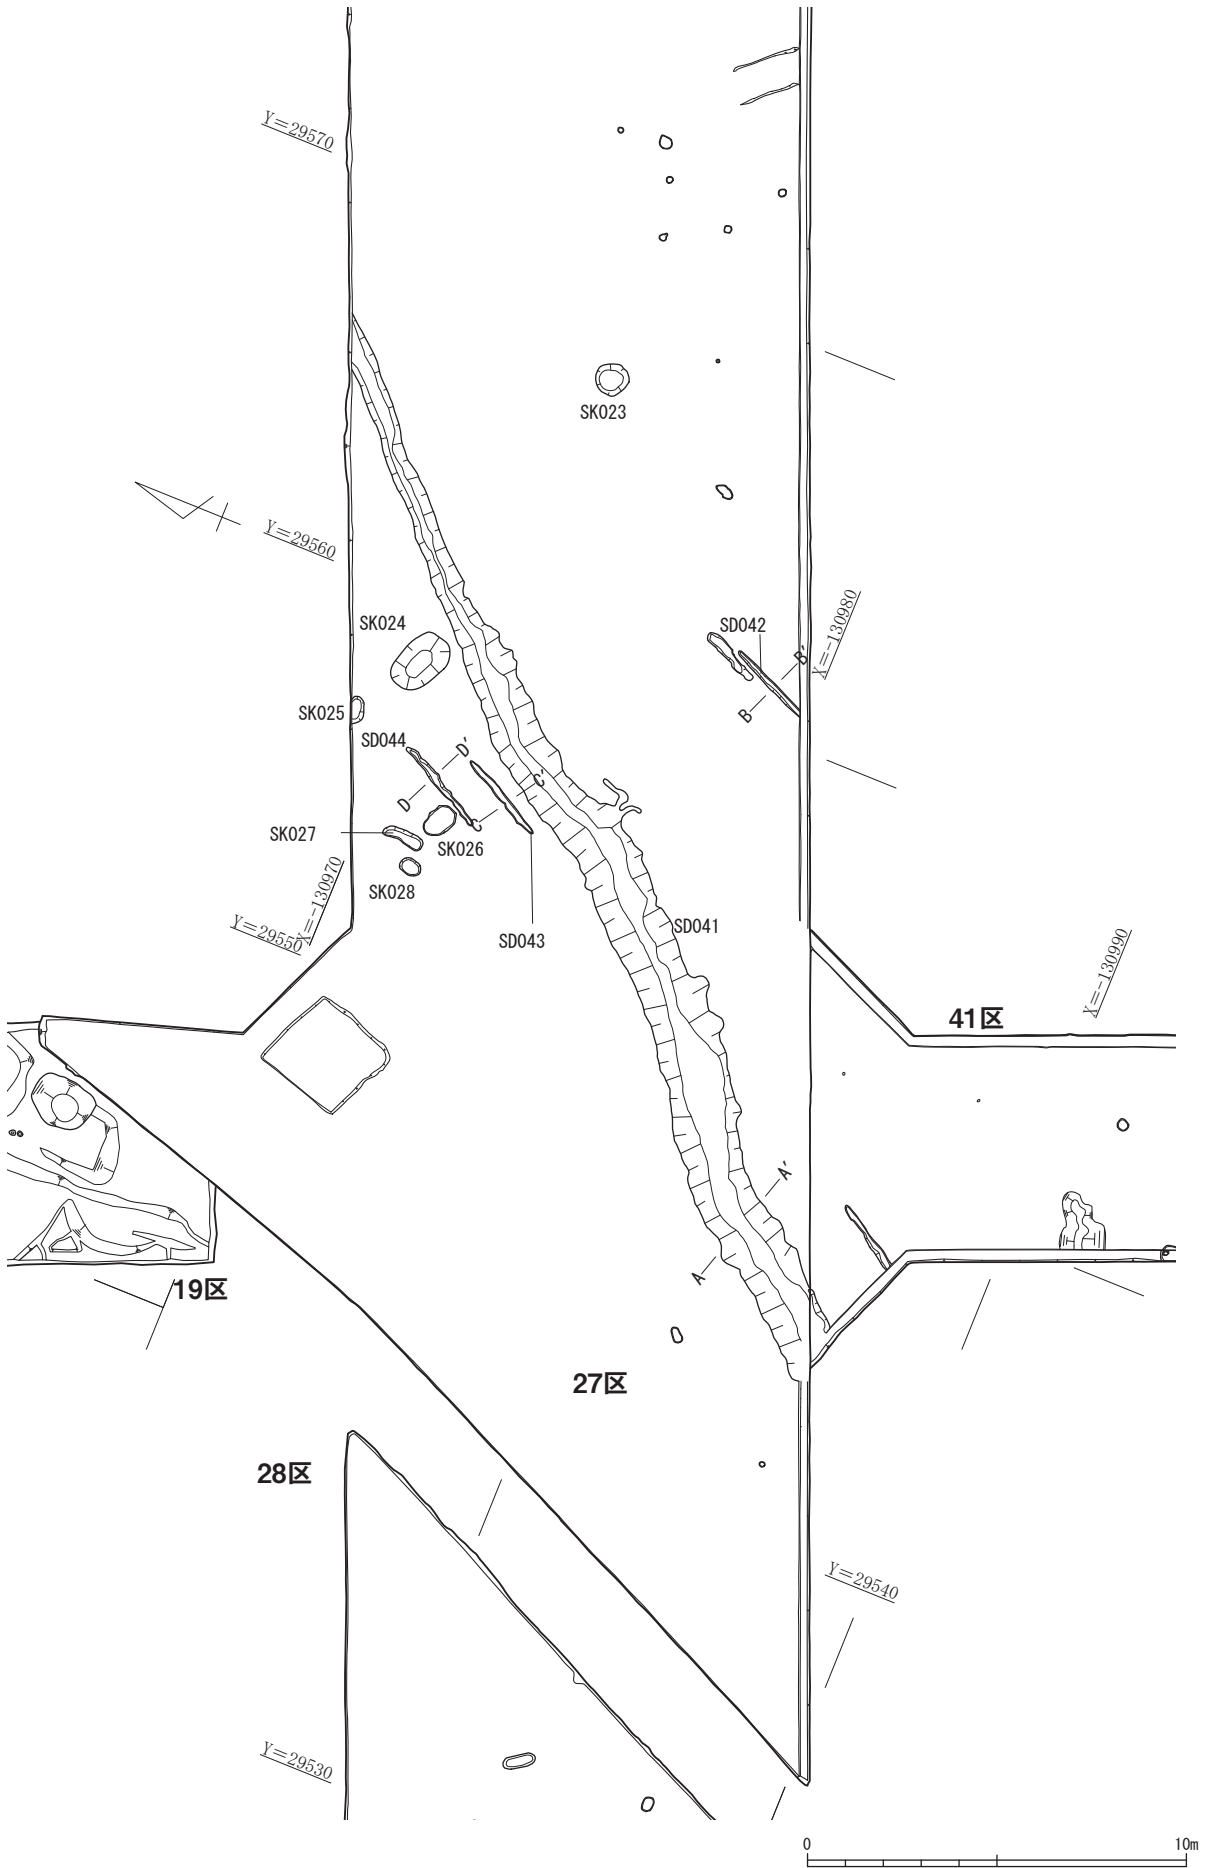 Y=29570
SK023
Y=29560
SK024
SD042
B′
X=-130980
SK025
B
SD044
D′
C′
D
C
SK027
SK026
X=-130970
SK028
Y=29550
SD043
SD041
X=-130990
41区
A′
A
19区
27区
28区
Y=29540
Y=29530
0
10m